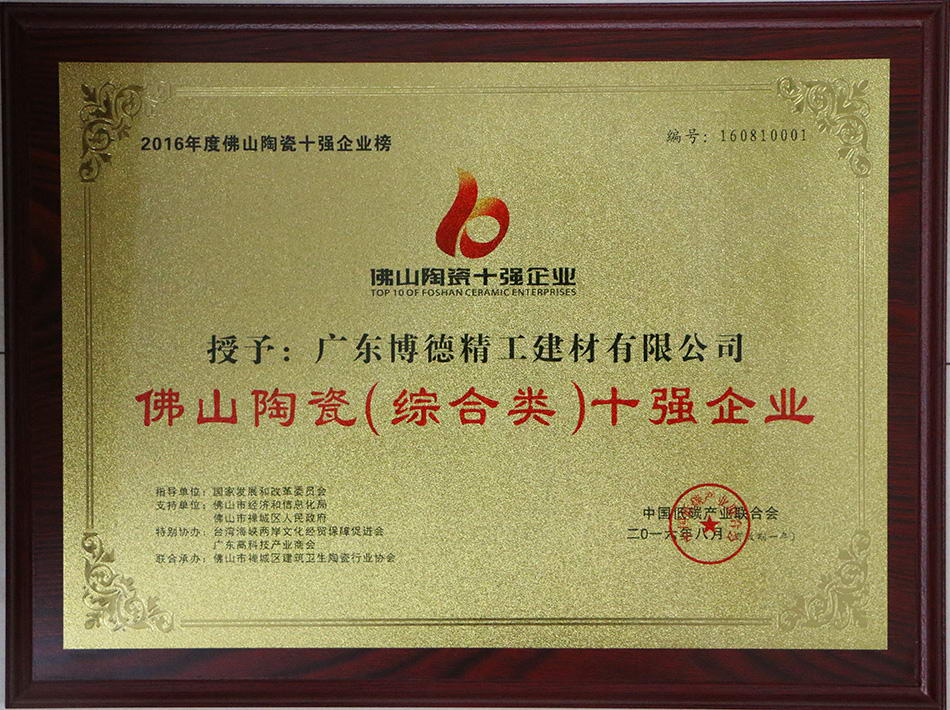 2016年度佛山陶瓷十强企业榜
编号：160810001
佛山陶瓷十强企业
TOP 10 OF FOSHAN CERAMIC ENTERPRISES
授予：广东博德精工建材有限公司
佛山陶瓷(综合类)十强企业
指导单位：国家发展和改革委员会
支持单位：佛山市经济和信息化局
佛山市禅城区人民政府
特别协办：台湾海峡两岸文化经贸保障促进会
广东高科技产业商会
联合承办：佛山市禅城区建筑卫生陶瓷行业协会
中国低碳产业联合会
二〇一六年八月